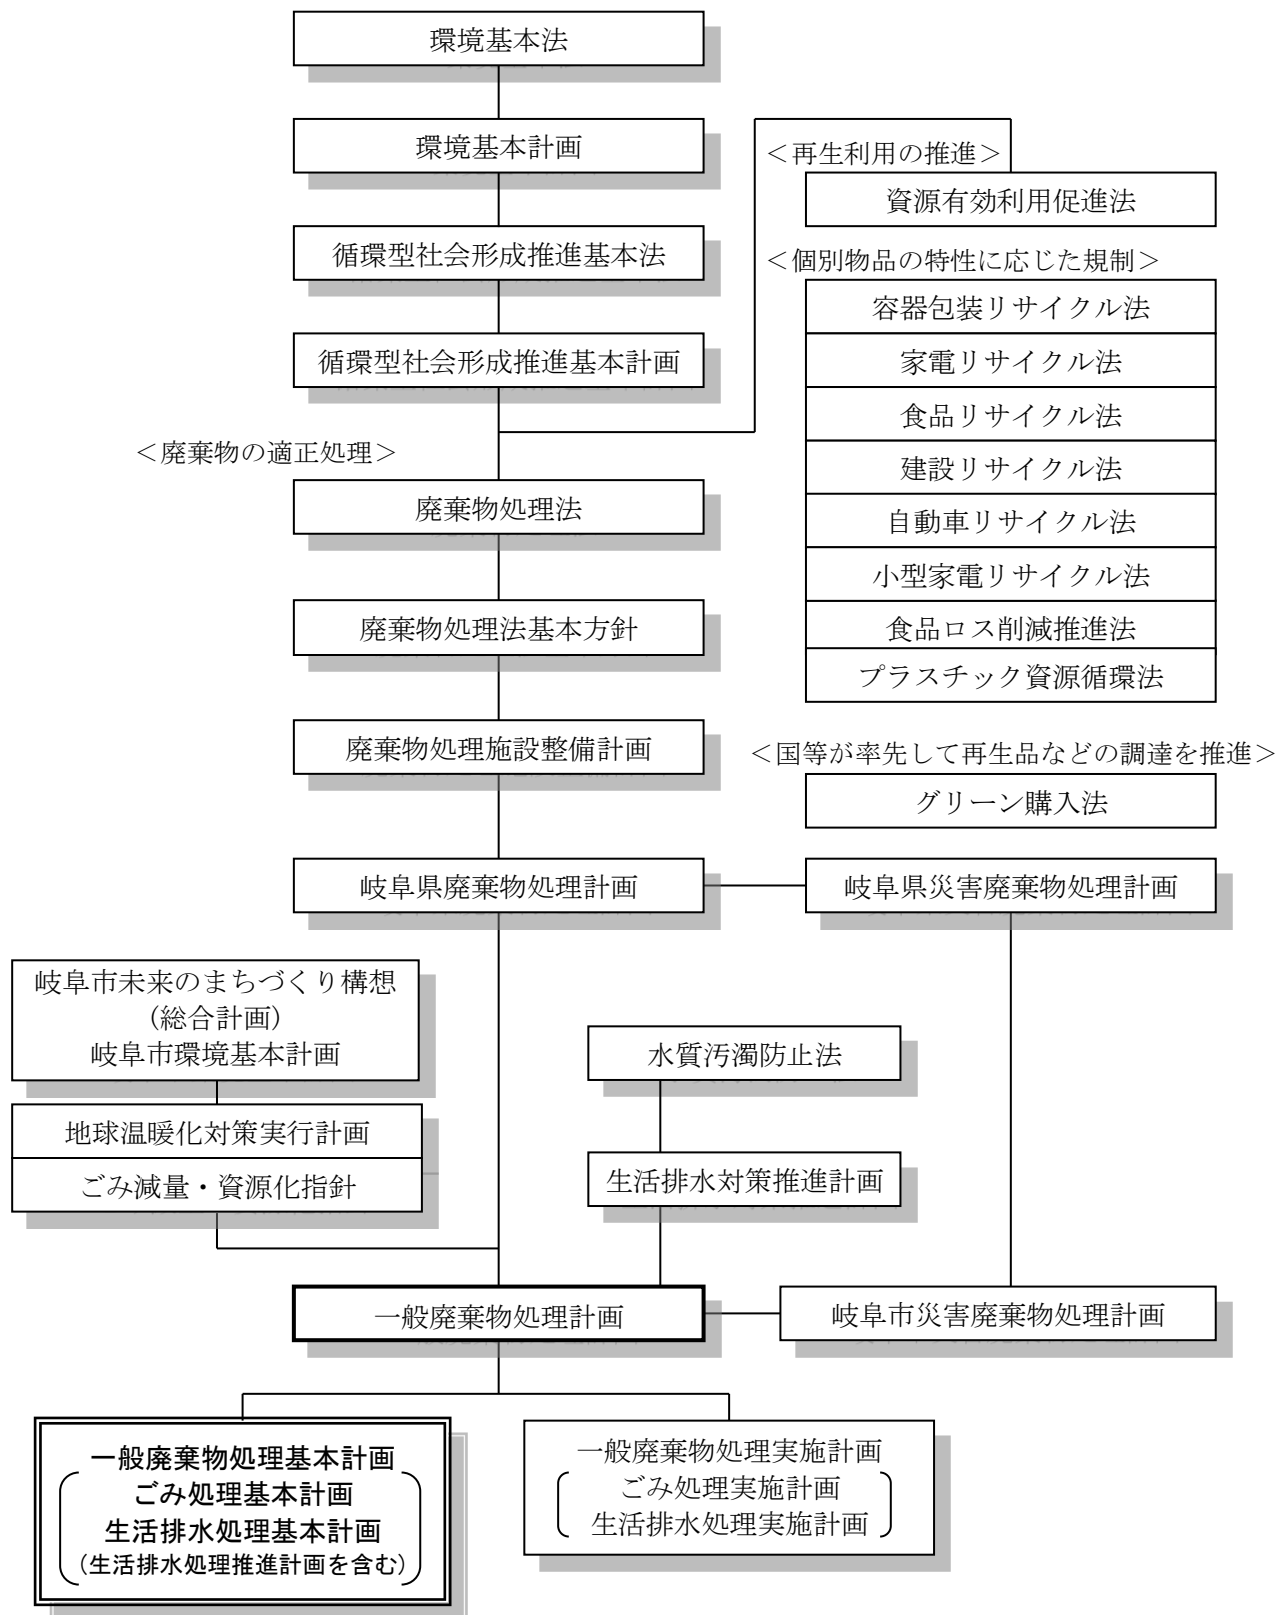 環境基本法
環境基本計画
循環型社会形成推進基本法
循環型社会形成推進基本計画
＜再生利用の推進＞
資源有効利用促進法
＜個別物品の特性に応じた規制＞
容器包装リサイクル法
家電リサイクル法
食品リサイクル法
建設リサイクル法
自動車リサイクル法
小型家電リサイクル法
食品ロス削減推進法
プラスチック資源循環法
＜廃棄物の適正処理＞
廃棄物処理法
廃棄物処理法基本方針
廃棄物処理施設整備計画
＜国等が率先して再生品などの調達を推進＞
グリーン購入法
岐阜県廃棄物処理計画
岐阜県災害廃棄物処理計画
岐阜市未来のまちづくり構想
（総合計画）
岐阜市環境基本計画
地球温暖化対策実行計画
ごみ減量・資源化指針
水質汚濁防止法
生活排水対策推進計画
一般廃棄物処理計画
岐阜市災害廃棄物処理計画
一般廃棄物処理基本計画
ごみ処理基本計画
生活排水処理基本計画
（生活排水処理推進計画を含む）
一般廃棄物処理実施計画
ごみ処理実施計画
生活排水処理実施計画